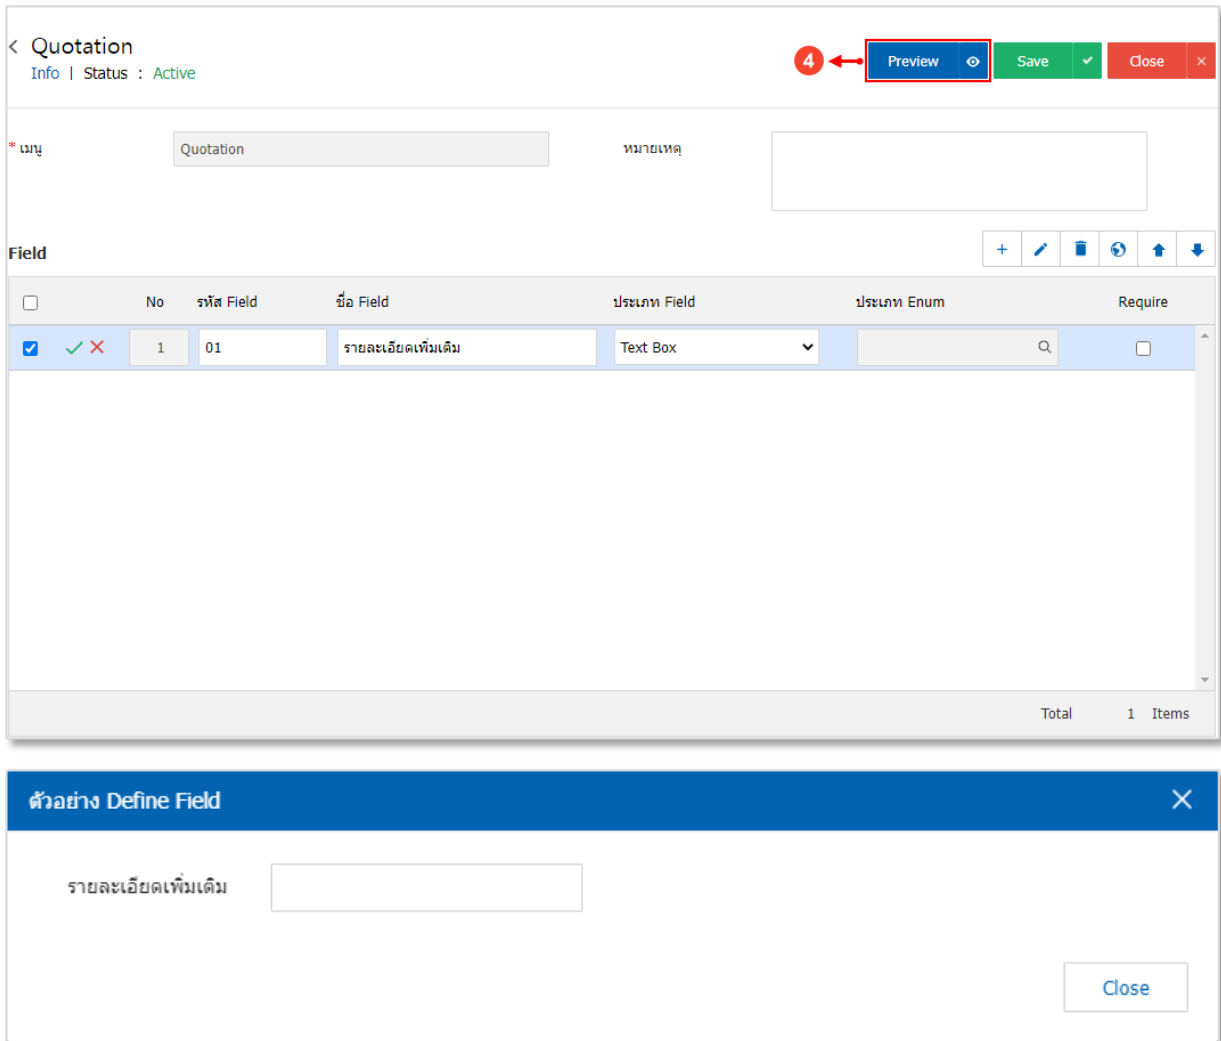 Quotation
Info | Status : Active
4
Preview
Save
Close
* เมนู
Quotation
หมายเหตุ
Field
No รหัส Field ชื่อ Field ประเภท Field ประเภท Enum Require
1 01 รายละเอียดเพิ่มเติม Text Box
Total 1 Items
ตัวอย่าง Define Field
รายละเอียดเพิ่มเติม
Close